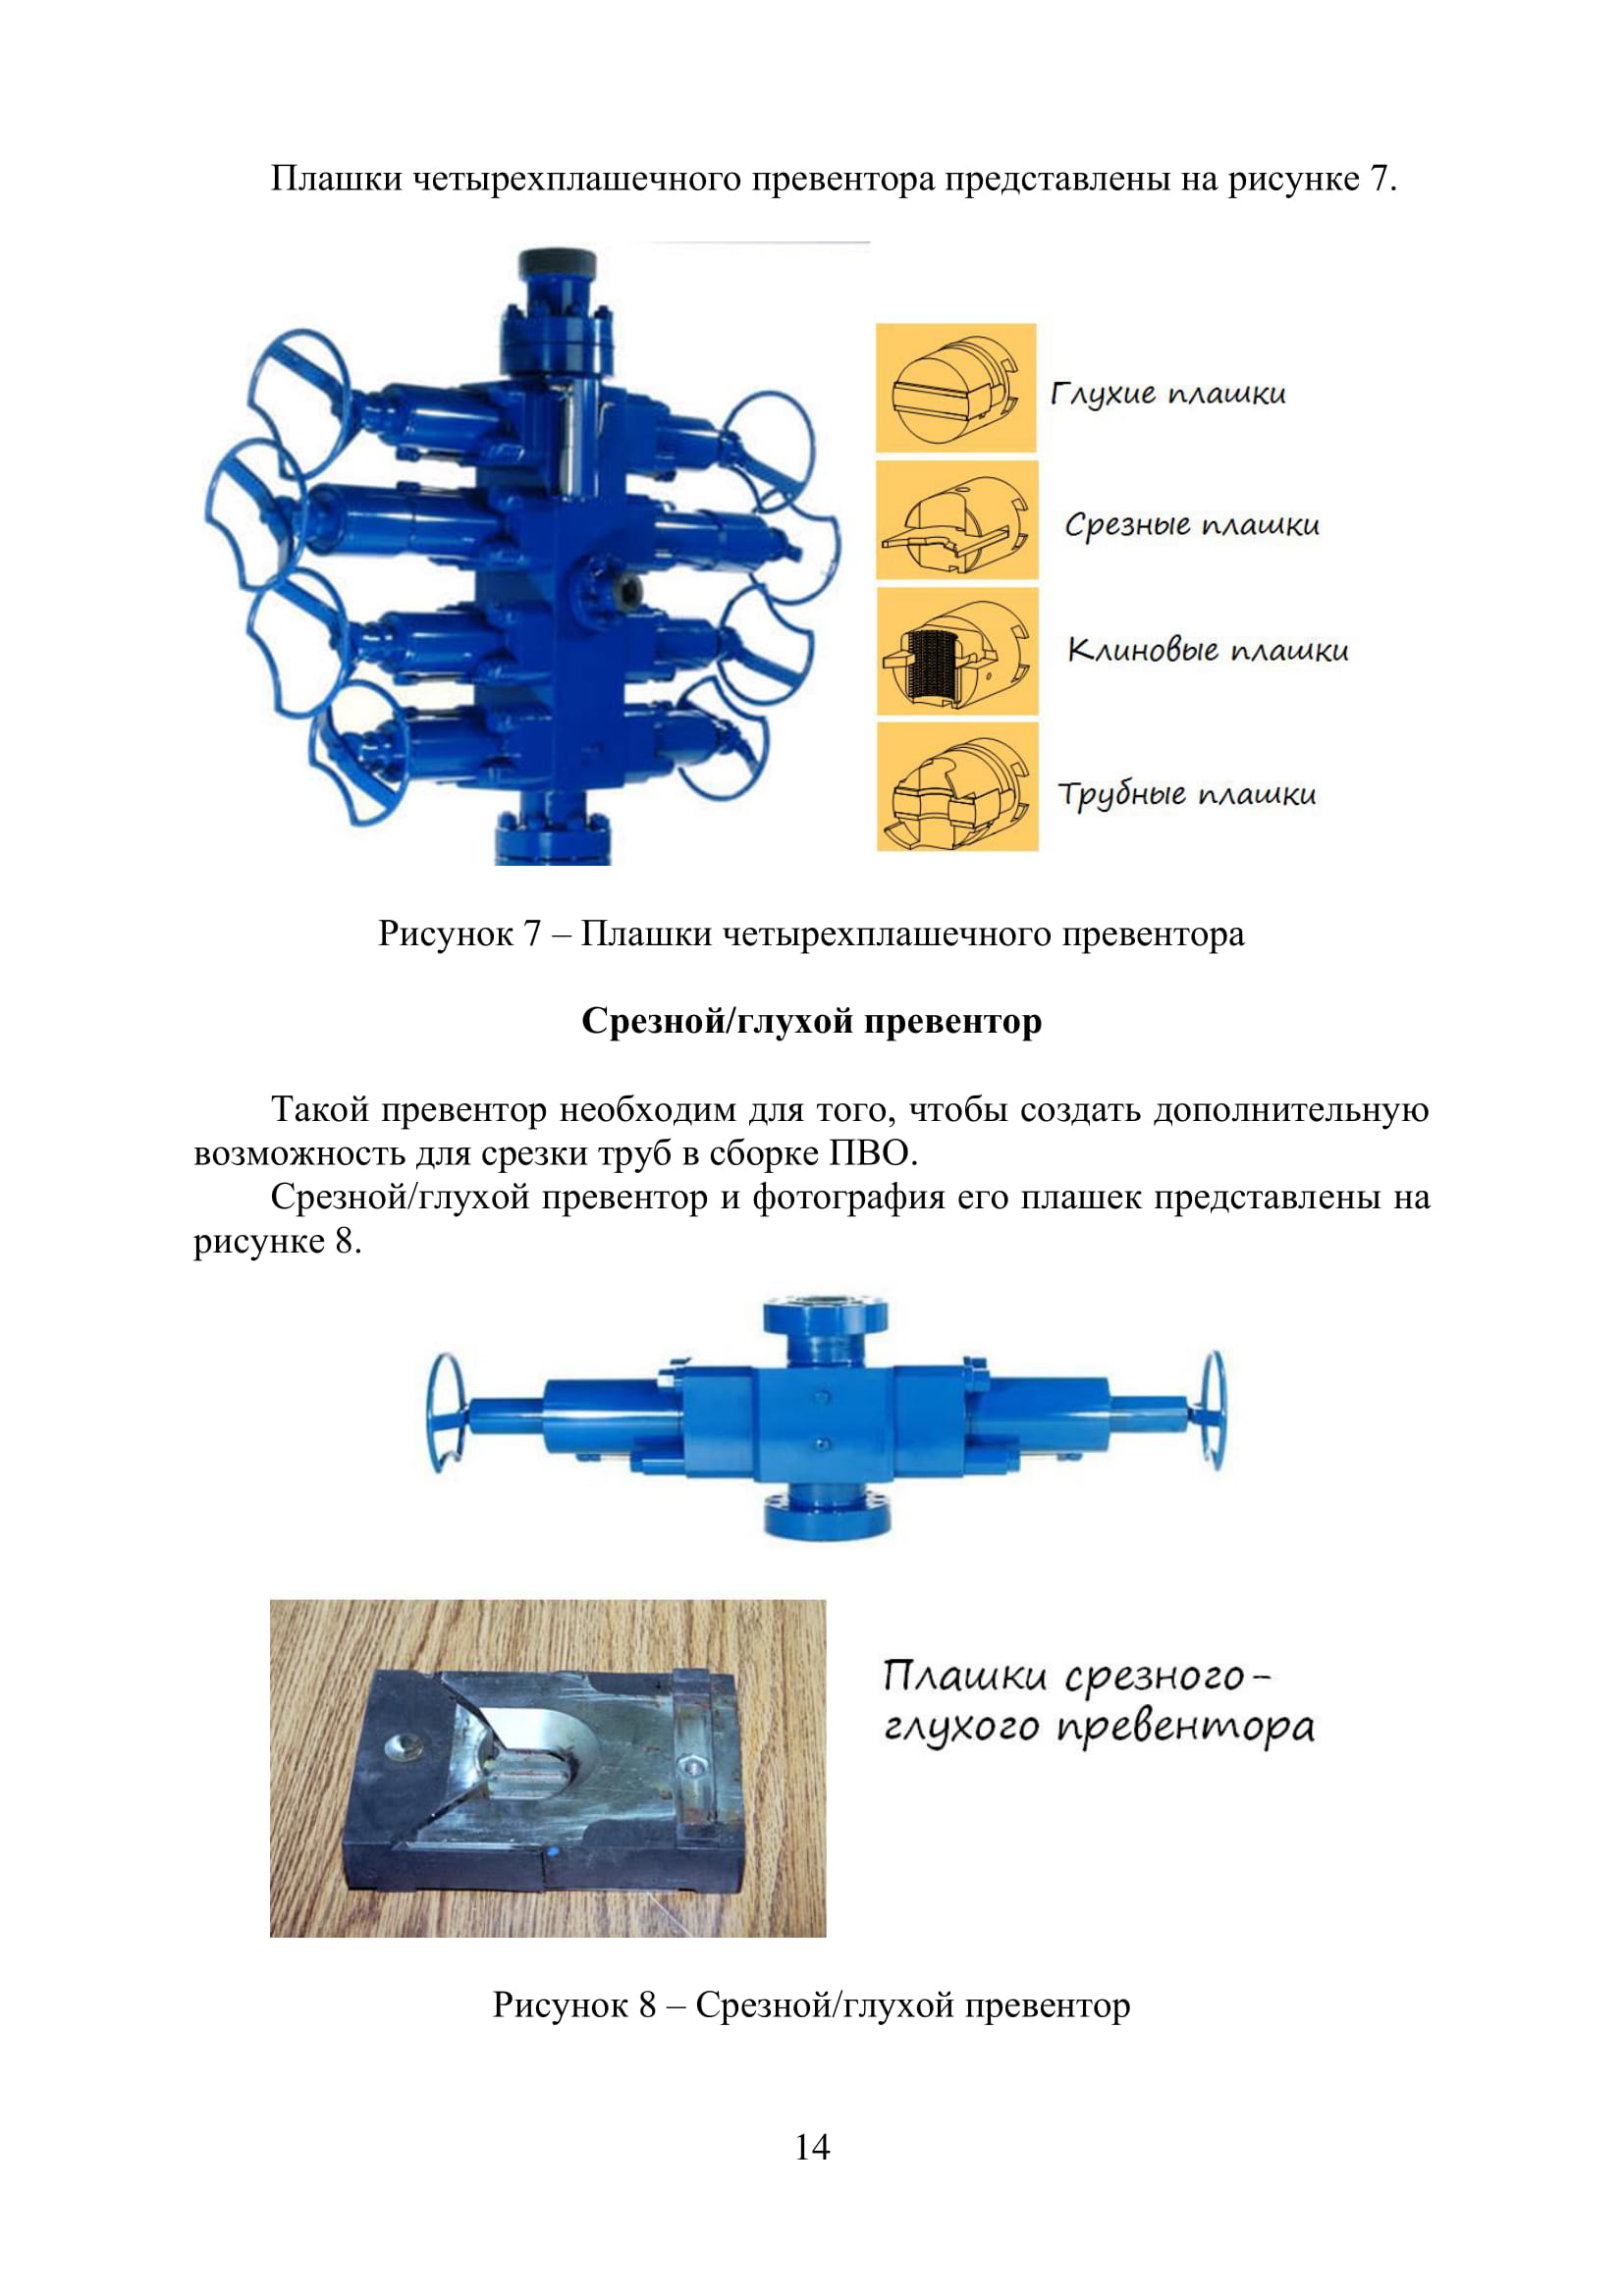 Плашки четырехплашечного превентора представлены на рисунке 7.
Глухие плашки
Срезные плашки
Клиновые плашки
Трубные плашки
Рисунок 7 – Плашки четырехплашечного превентора
Срезной/глухой превентор
Такой превентор необходим для того, чтобы создать дополнительную
возможность для срезки труб в сборке ПВО.
Срезной/глухой превентор и фотография его плашек представлены на
рисунке 8.
Плашки срезного-
глухого превентора
Рисунок 8 – Срезной/глухой превентор
14